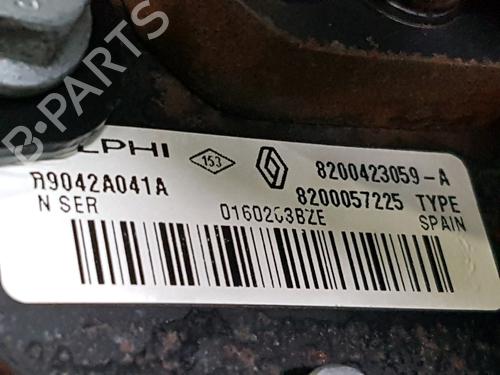 B-PARTS
LPHI 153 8200423059-A
R9042A041A 8200057225 TYPE
N SER 0160203BZE SPAIN